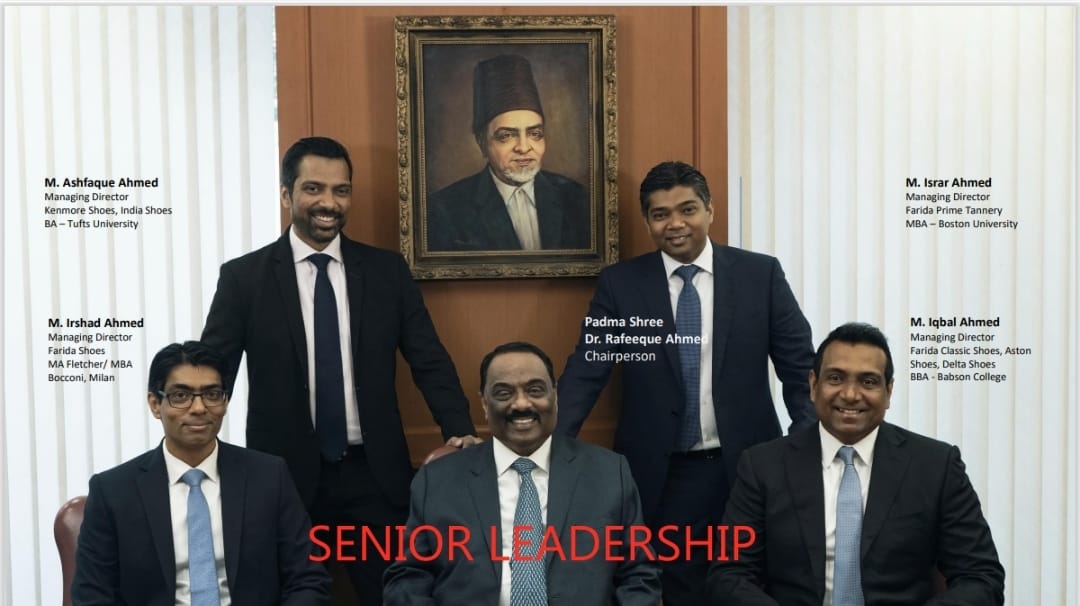 M. Ashfaque Ahmed
Managing Director
Kenmore Shoes, India Shoes
BA – Tufts University
M. Israr Ahmed
Managing Director
Farida Prime Tannery
MBA – Boston University
M. Irshad Ahmed
Managing Director
Farida Shoes
MA Fletcher/ MBA
Bocconi, Milan
Padma Shree
Dr. Rafeeque Ahmed
Chairperson
M. Iqbal Ahmed
Managing Director
Farida Classic Shoes, Aston
Shoes, Delta Shoes
BBA - Babson College
SENIOR LEADERSHIP